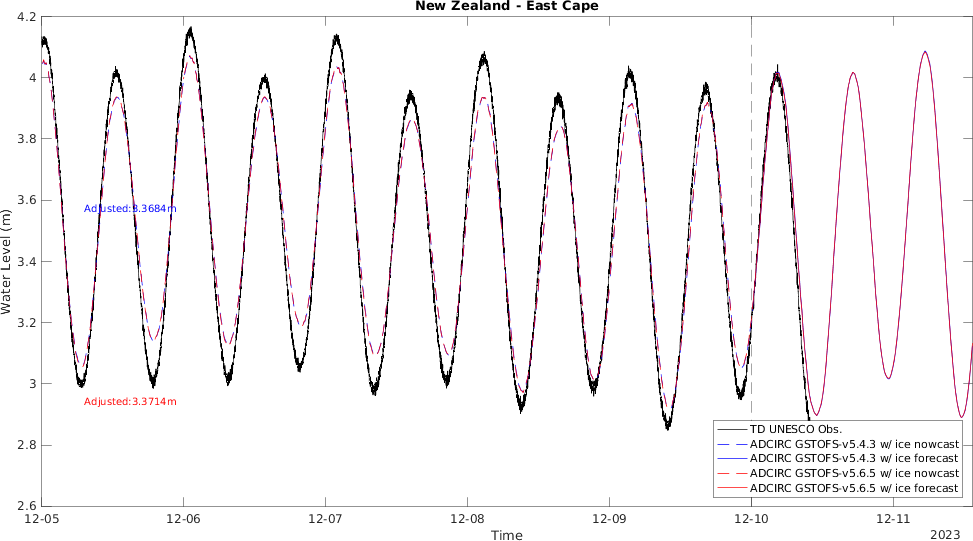 New Zealand - East Cape
4.2
4
3.8
3.6
3.4
3.2
3
2.8
2.6
Water Level (m)
Adjusted:3.3684m
Adjusted:3.3714m
TD UNESCO Obs.
ADCIRC GSTOFS-v5.4.3 w/ ice nowcast
ADCIRC GSTOFS-v5.4.3 w/ ice forecast
ADCIRC GSTOFS-v5.6.5 w/ ice nowcast
ADCIRC GSTOFS-v5.6.5 w/ ice forecast
12-05 12-06 12-07 12-08 12-09 12-10 12-11
Time
2023